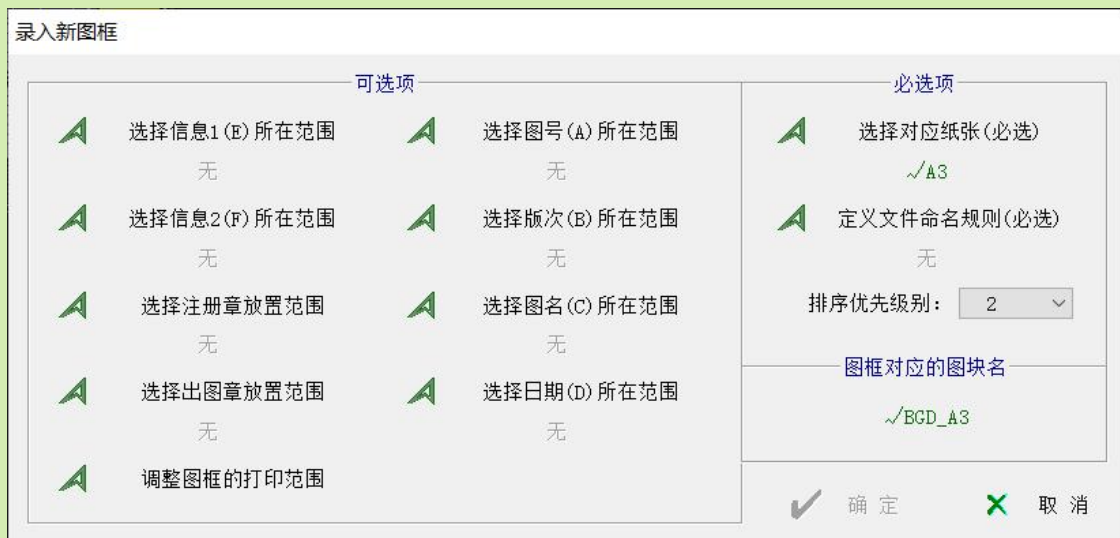 录入新图框
可选项
选择信息1(E)所在范围
无
选择图号(A)所在范围
无
选择信息2(F)所在范围
无
选择版次(B)所在范围
无
选择注册章放置范围
无
选择图名(C)所在范围
无
选择出图章放置范围
无
选择日期(D)所在范围
无
调整图框的打印范围
必选项
选择对应纸张(必选)
√A3
定义文件命名规则(必选)
无
排序优先级别： 2
图框对应的图块名
√BGD_A3
确 定
取 消